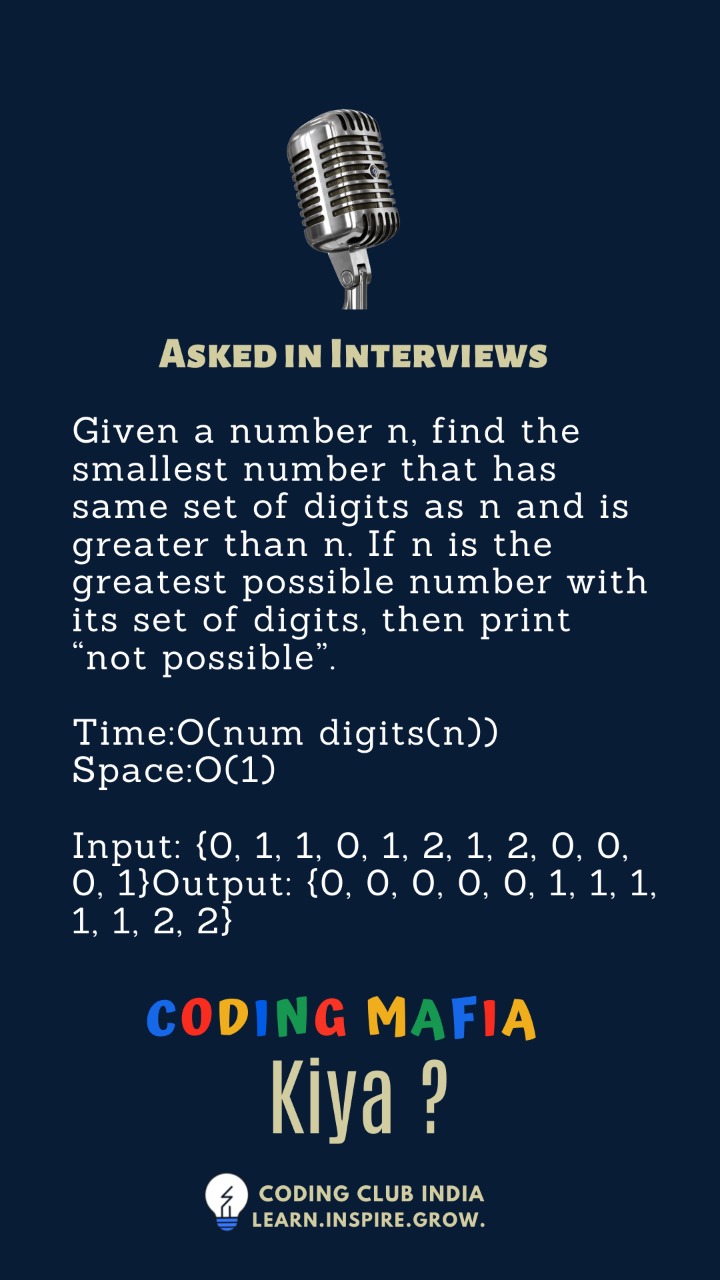 Asked in Interviews
Given a number n, find the
smallest number that has
same set of digits as n and is
greater than n. If n is the
greatest possible number with
its set of digits, then print
“not possible”.
Time:O(num digits(n))
Space:O(1)
Input: {0, 1, 1, 0, 1, 2, 1, 2, 0, 0,
0, 1}Output: {0, 0, 0, 0, 0, 1, 1, 1,
1, 1, 2, 2}
CODING MAFIA
Kiya ?
CODING CLUB INDIA
LEARN.INSPIRE.GROW.